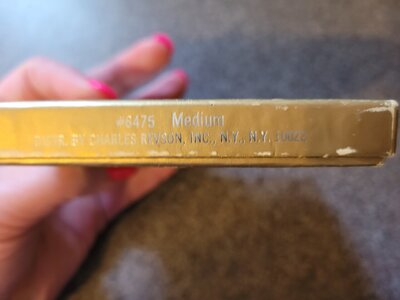 #6475 Medium
DISTR. BY CHARLES REVSON, INC., N.Y., N.Y. 10022